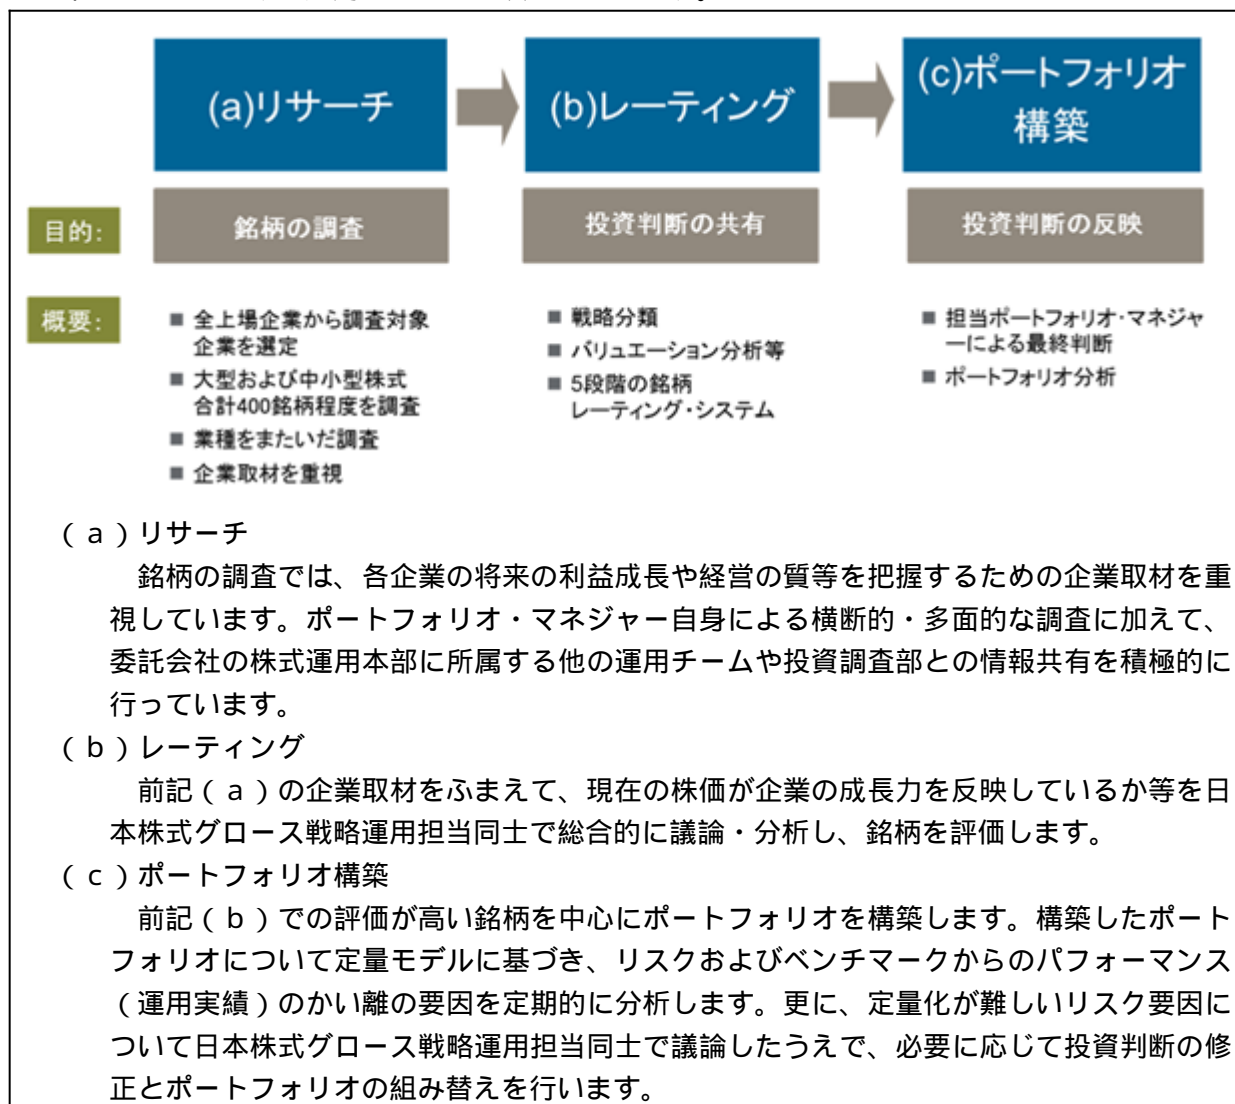 (a)リサーチ
(b)レーティング
(c)ポートフォリオ
構築
目的:
銘柄の調査
投資判断の共有
投資判断の反映
概要:
■ 全上場企業から調査対象
企業を選定
■ 大型および中小型株式
合計400銘柄程度を調査
■ 業種をまたいだ調査
■ 企業取材を重視
■ 戦略分類
■ バリュエーション分析等
■ 5段階の銘柄
レーティング・システム
■ 担当ポートフォリオ・マネジャ
ーによる最終判断
■ ポートフォリオ分析
(a)リサーチ
銘柄の調査では、各企業の将来の利益成長や経営の質等を把握するための企業取材を重
視しています。ポートフォリオ・マネジャー自身による横断的・多面的な調査に加えて、
委託会社の株式運用本部に所属する他の運用チームや投資調査部との情報共有を積極的に
行っています。
(b)レーティング
前記(a)の企業取材をふまえて、現在の株価が企業の成長力を反映しているか等を日
本株式グロース戦略運用担当同士で総合的に議論・分析し、銘柄を評価します。
(c)ポートフォリオ構築
前記(b)での評価が高い銘柄を中心にポートフォリオを構築します。構築したポート
フォリオについて定量モデルに基づき、リスクおよびベンチマークからのパフォーマンス
(運用実績)のかい離の要因を定期的に分析します。更に、定量化が難しいリスク要因に
ついて日本株式グロース戦略運用担当同士で議論したうえで、必要に応じて投資判断の修
正とポートフォリオの組み替えを行います。